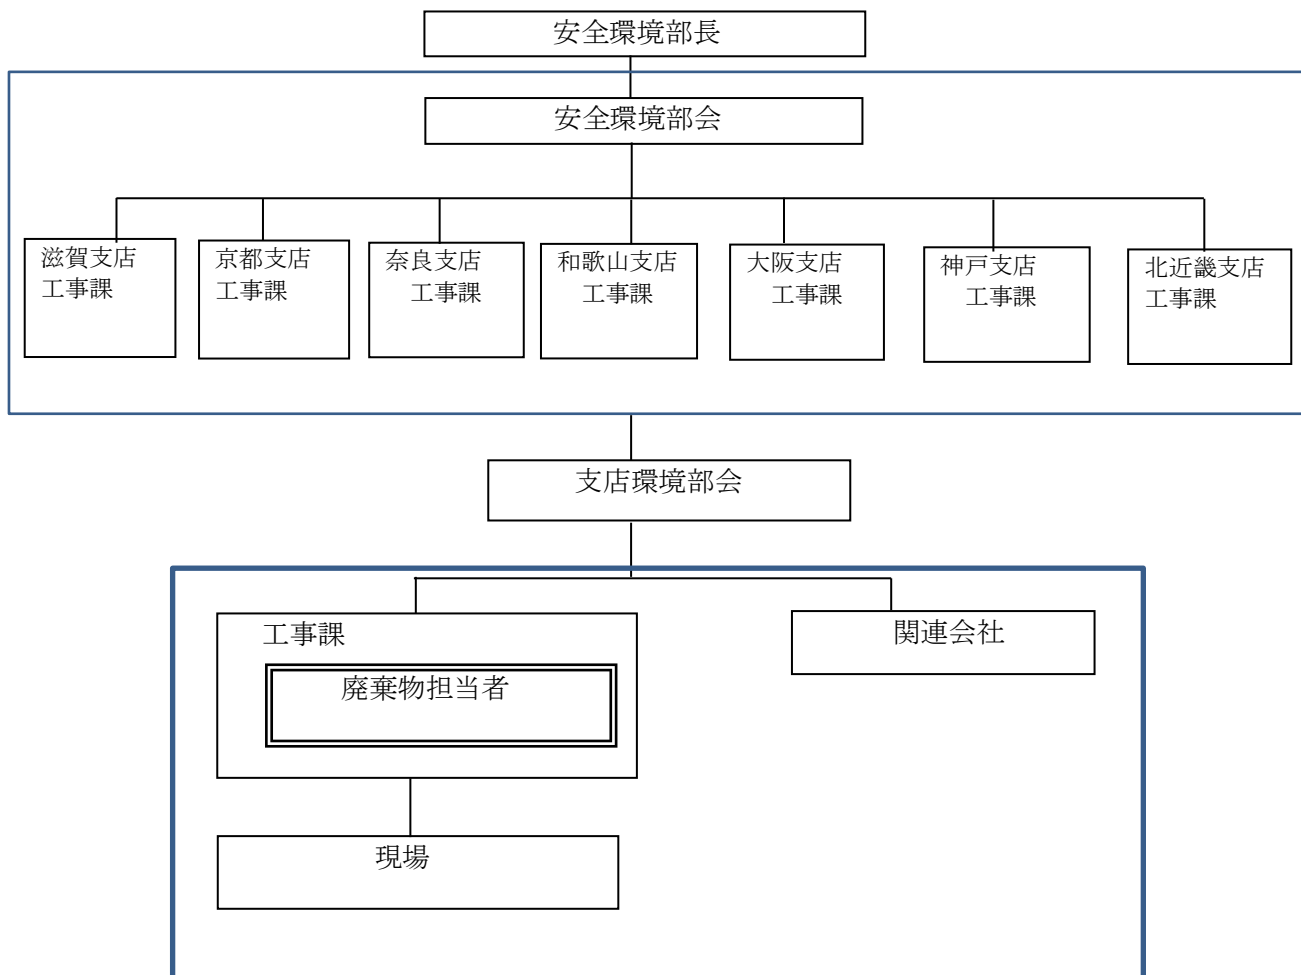 安全環境部長
安全環境部会
滋賀支店
工事課
京都支店
工事課
奈良支店
工事課
和歌山支店
工事課
大阪支店
工事課
神戸支店
工事課
北近畿支店
工事課
支店環境部会
工事課
廃棄物担当者
関連会社
現場